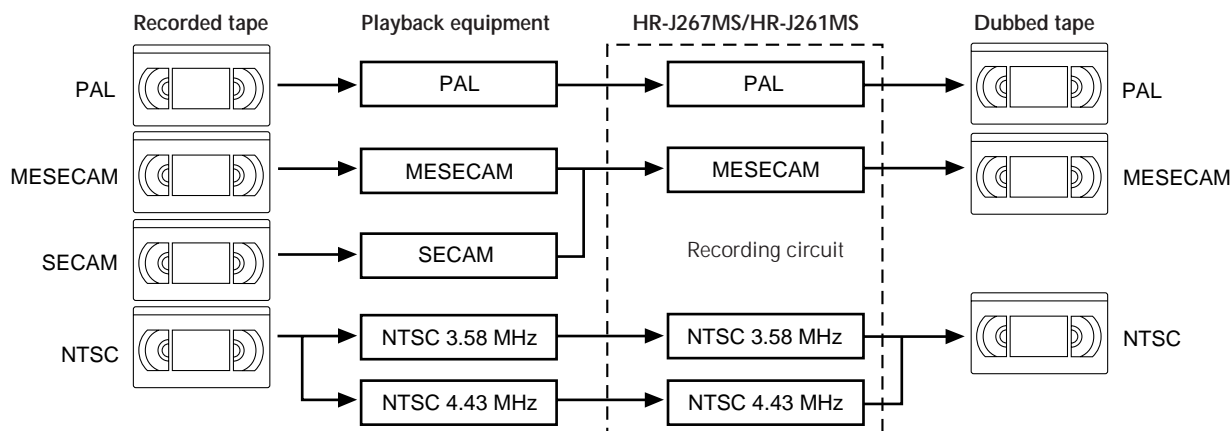 Recorded tape Playback equipment HR-J267MS/HR-J261MS Dubbed tape
PAL PAL PAL PAL
MESECAM MESECAM MESECAM MESECAM
SECAM SECAM Recording circuit
NTSC NTSC 3.58 MHz NTSC 3.58 MHz NTSC
NTSC 4.43 MHz NTSC 4.43 MHz